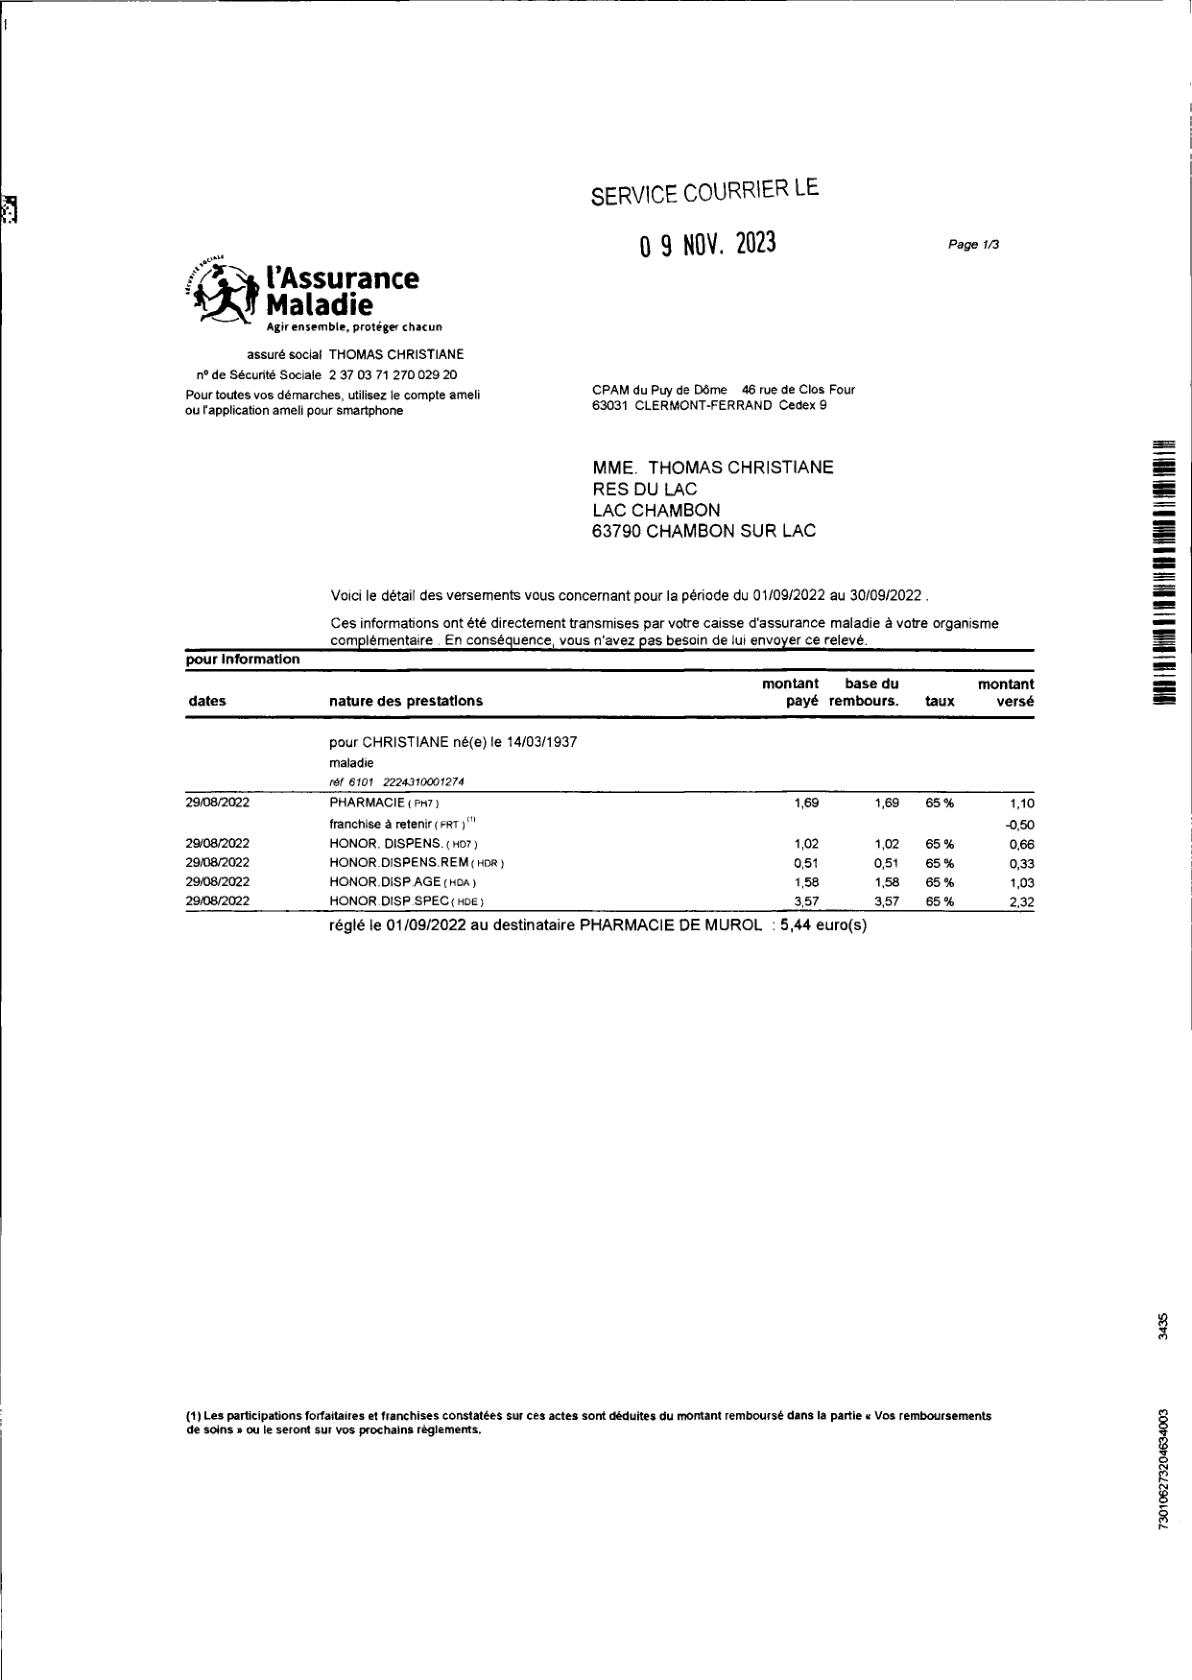 SERVICE COURRIER LE
0 9 NOV. 2023
Page 1/3
SÉCURITÉ SOCIALE
l'Assurance
Maladie
Agir ensemble, protéger chacun
assuré social THOMAS CHRISTIANE
n° de Sécurité Sociale 2 37 03 71 270 029 20
Pour toutes vos démarches, utilisez le compte ameli
ou l'application ameli pour smartphone
CPAM du Puy de Dôme 46 rue de Clos Four
63031 CLERMONT-FERRAND Cedex 9
MME. THOMAS CHRISTIANE
RES DU LAC
LAC CHAMBON
63790 CHAMBON SUR LAC
Voici le détail des versements vous concernant pour la période du 01/09/2022 au 30/09/2022 .
Ces informations ont été directement transmises par votre caisse d'assurance maladie à votre organisme
complémentaire . En conséquence, vous n'avez pas besoin de lui envoyer ce relevé.
pour information
dates nature des prestations montant payé base du rembours. taux montant versé
pour CHRISTIANE né(e) le 14/03/1937
maladie
réf 6101 2224310001274
29/08/2022 PHARMACIE ( PH7 ) 1,69 1,69 65 % 1,10
franchise à retenir ( FRT ) (1) -0,50
29/08/2022 HONOR. DISPENS. ( HD7 ) 1,02 1,02 65 % 0,66
29/08/2022 HONOR.DISPENS.REM ( HDR ) 0,51 0,51 65 % 0,33
29/08/2022 HONOR.DISP.AGE ( HDA ) 1,58 1,58 65 % 1,03
29/08/2022 HONOR.DISP.SPEC ( HDE ) 3,57 3,57 65 % 2,32
réglé le 01/09/2022 au destinataire PHARMACIE DE MUROL : 5,44 euro(s)
(1) Les participations forfaitaires et franchises constatées sur ces actes sont déduites du montant remboursé dans la partie « Vos remboursements
de soins » ou le seront sur vos prochains règlements.
3435
730106273204634003